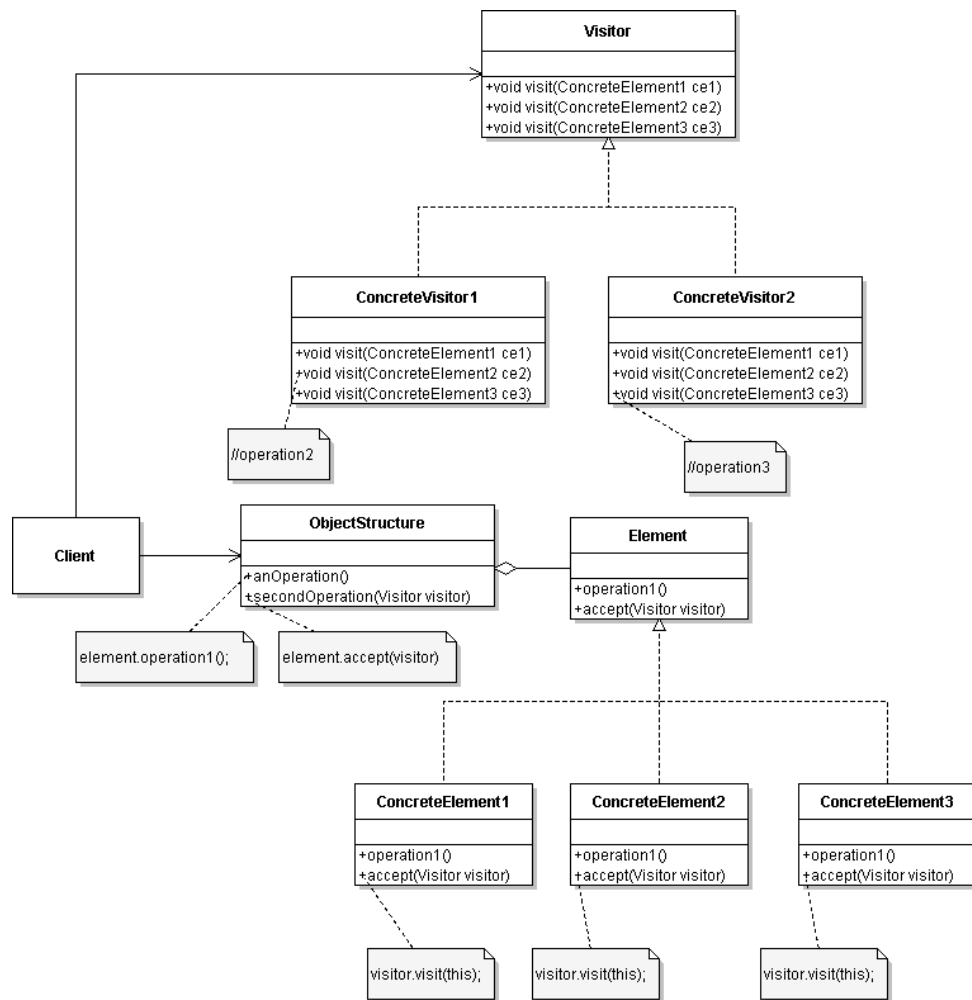 Visitor
+void visit(ConcreteElement1 ce1)
+void visit(ConcreteElement2 ce2)
+void visit(ConcreteElement3 ce3)
ConcreteVisitor1
+void visit(ConcreteElement1 ce1)
+void visit(ConcreteElement2 ce2)
+void visit(ConcreteElement3 ce3)
ConcreteVisitor2
+void visit(ConcreteElement1 ce1)
+void visit(ConcreteElement2 ce2)
+void visit(ConcreteElement3 ce3)
//operation2
//operation3
Client
ObjectStructure
+anOperation()
+secondOperation(Visitor visitor)
Element
+operation1()
+accept(Visitor visitor)
element.operation1();
element.accept(visitor)
ConcreteElement1
+operation1()
+accept(Visitor visitor)
ConcreteElement2
+operation1()
+accept(Visitor visitor)
ConcreteElement3
+operation1()
+accept(Visitor visitor)
visitor.visit(this);
visitor.visit(this);
visitor.visit(this);